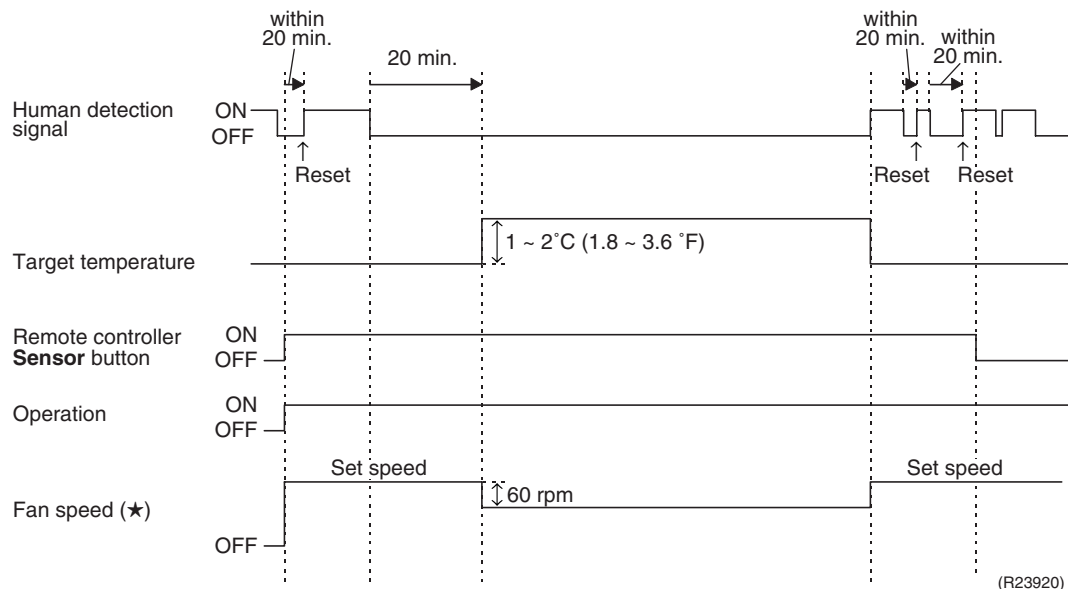 within
20 min.
20 min.
within
20 min.
within
20 min.
Human detection
signal
ON
OFF
Reset
Reset
Reset
Target temperature
1 ~ 2˚C (1.8 ~ 3.6 ˚F)
Remote controller
Sensor button
ON
OFF
Operation
ON
OFF
Set speed
Set speed
Fan speed (★)
60 rpm
OFF
(R23920)